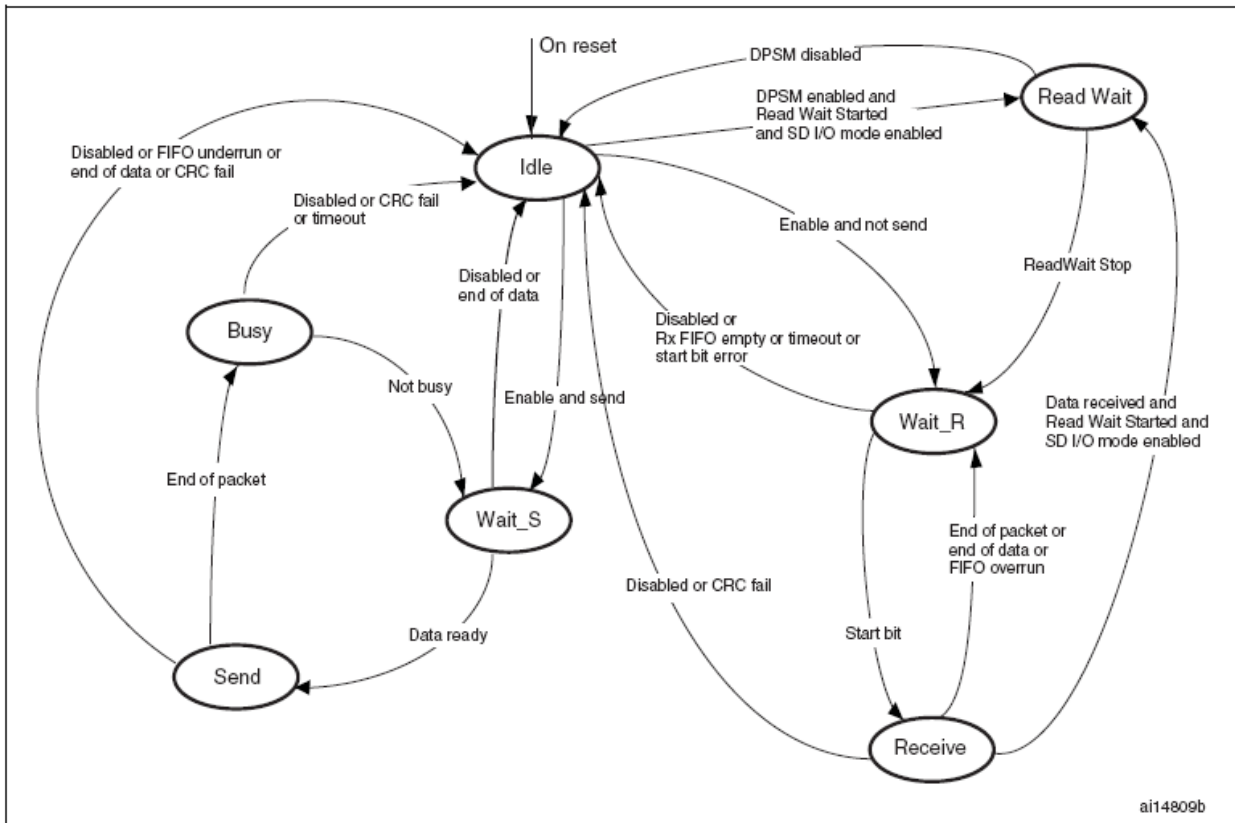 On reset
DPSM disabled
Read Wait
DPSM enabled and
Read Wait Started
and SD I/O mode enabled
Disabled or FIFO underrun or
end of data or CRC fail
Idle
Disabled or CRC fail
or timeout
Enable and not send
ReadWait Stop
Disabled or
end of data
Disabled or
Rx FIFO empty or timeout or
start bit error
Busy
Not busy
Enable and send
Wait_R
Data received and
Read Wait Started and
SD I/O mode enabled
End of packet
Wait_S
End of packet or
end of data or
FIFO overrun
Disabled or CRC fail
Data ready
Start bit
Send
Receive
ai14809b